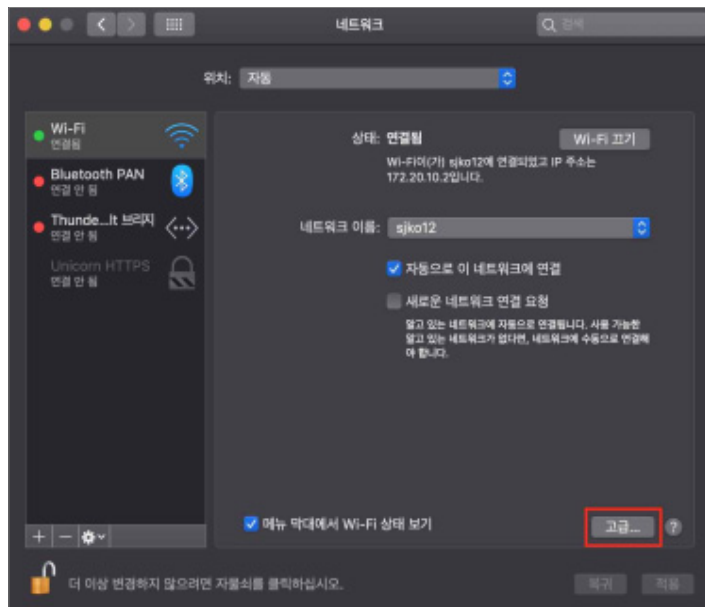 네트워크
검색
위치: 자동
Wi-Fi
연결됨
Bluetooth PAN
연결 안 됨
Thunde...lt 브리지
연결 안 됨
Unicorn HTTPS
연결 안 됨
상태: 연결됨
Wi-Fi 끄기
Wi-Fi이(가) sjko12에 연결되었고 IP 주소는
172.20.10.2입니다.
네트워크 이름: sjko12
자동으로 이 네트워크에 연결
새로운 네트워크 연결 요청
알고 있는 네트워크에 자동으로 연결됩니다. 사용 가능한
알고 있는 네트워크가 없다면, 네트워크에 수동으로 연결해
야 합니다.
메뉴 막대에서 Wi-Fi 상태 보기
고급...
?
더 이상 변경하지 않으려면 자물쇠를 클릭하십시오.
복귀
적용